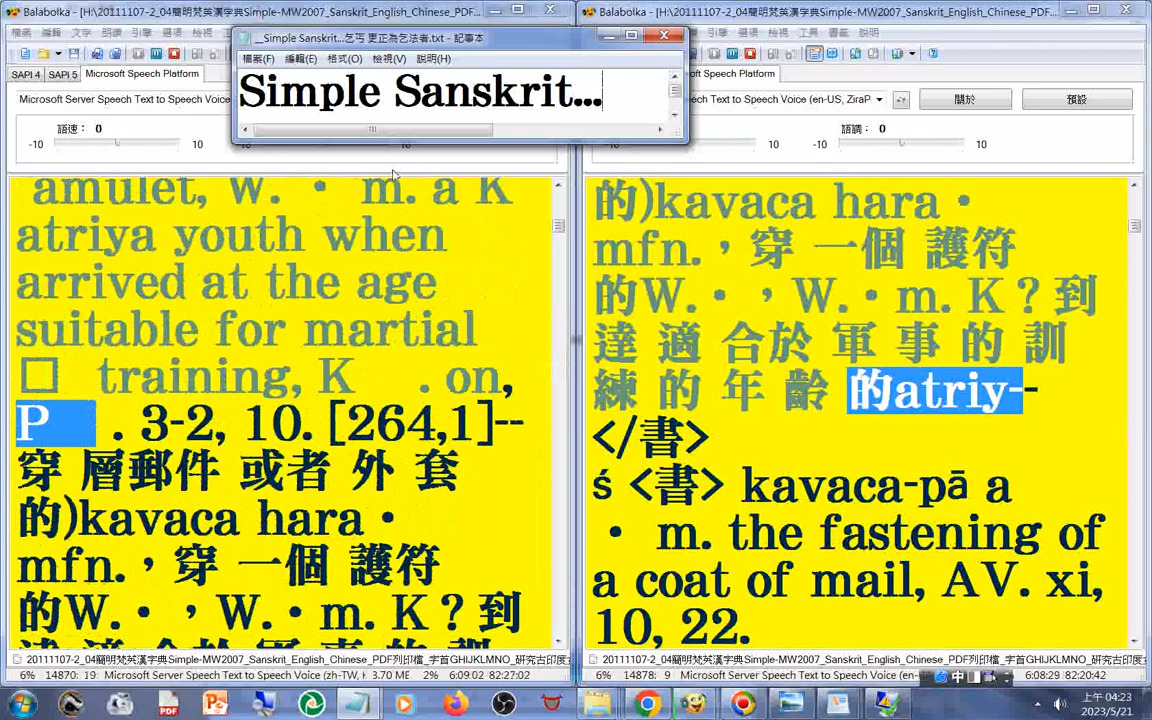 Balabolka - [H:\20111107-2_04簡明梵英漢字典Simple-MW2007_Sanskrit_English_Chinese_PDF...
Balabolka - [H:\20111107-2_04簡明梵英漢字典Simple-MW2007_Sanskrit_English_Chinese_PDF...
__Simple Sanskrit...乞丐 更正為乞法者.txt - 記事本
檔案(F) 編輯(E) 格式(O) 檢視(V) 說明(H)
Simple Sanskrit...
SAPI 4 SAPI 5 Microsoft Speech Platform
Speech Platform
Microsoft Server Speech Text to Speech Voice
ch Text to Speech Voice (en-US, ZiraP
關於
預設
語速： 0
語調： 0
-10 10 10
10 -10 10
amulet, W. • m. a K
atriya youth when
arrived at the age
suitable for martial
□ training, K . on,
P . 3-2, 10. [264,1]--
穿 層郵件 或者 外 套
的)kavaca hara •
mfn.，穿 一個 護符
的W. • ，W. • m. K？到
達 適 合於 軍 事 的 訓
的)kavaca hara •
mfn.，穿 一個 護符
的W. • ，W. • m. K？到
達 適 合於 軍 事 的 訓
練 的 年 齡 的atriy--
</書>
ś <書> kavaca-pā a
• m. the fastening of
a coat of mail, AV. xi,
10, 22.
20111107-2_04簡明梵英漢字典Simple-MW2007_Sanskrit_English_Chinese_PDF列印檔_字首GHIJKLMNO_研究古印度
20111107-2_04簡明梵英漢字典Simple-MW2007_Sanskrit_English_Chinese_PDF列印檔_字首GHIJKLMNO_研究古印度
6% 14870: 19 Microsoft Server Speech Text to Speech Voice (zh-TW, H 3.70 ME 2% 6:09:02 82:27:02
6% 14878: 9 Microsoft Server Speech Text to Speech Voice 6:08:29 82:20:42
中
上午 04:23
2023/5/21